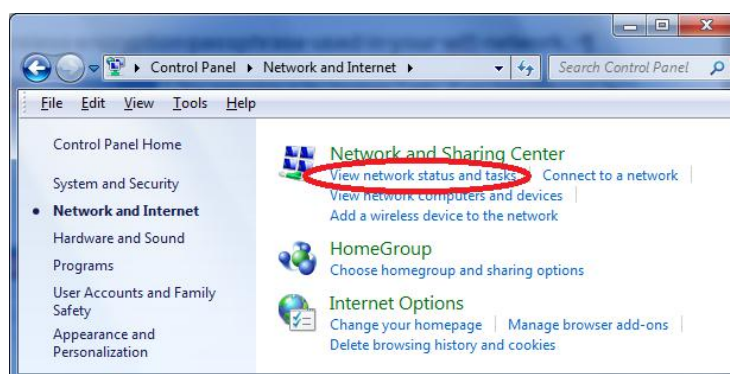 Control Panel ▸ Network and Internet ▸ Search Control Panel
File Edit View Tools Help
Control Panel Home
System and Security
• Network and Internet
Hardware and Sound
Programs
User Accounts and Family
Safety
Appearance and
Personalization
Network and Sharing Center
View network status and tasks Connect to a network
View network computers and devices
Add a wireless device to the network
HomeGroup
Choose homegroup and sharing options
Internet Options
Change your homepage Manage browser add-ons
Delete browsing history and cookies